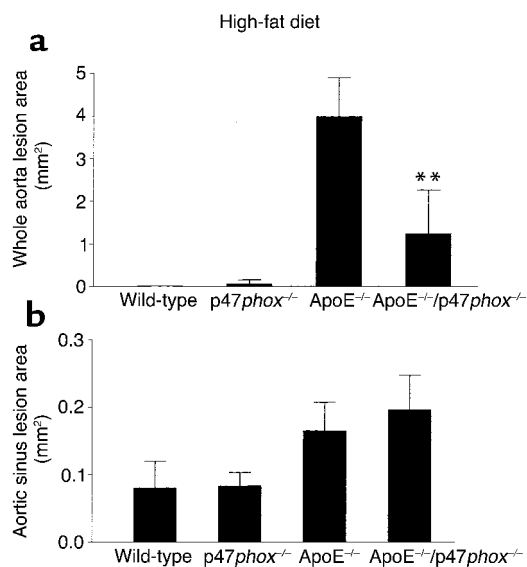 High-fat diet
a
Whole aorta lesion area
(mm²)
5
4
3
2
1
0
**
Wild-type p47phox⁻/⁻ ApoE⁻/⁻ ApoE⁻/⁻/p47phox⁻/⁻
b
Aortic sinus lesion area
(mm²)
0.3
0.2
0.1
0.0
Wild-type p47phox⁻/⁻ ApoE⁻/⁻ ApoE⁻/⁻/p47phox⁻/⁻